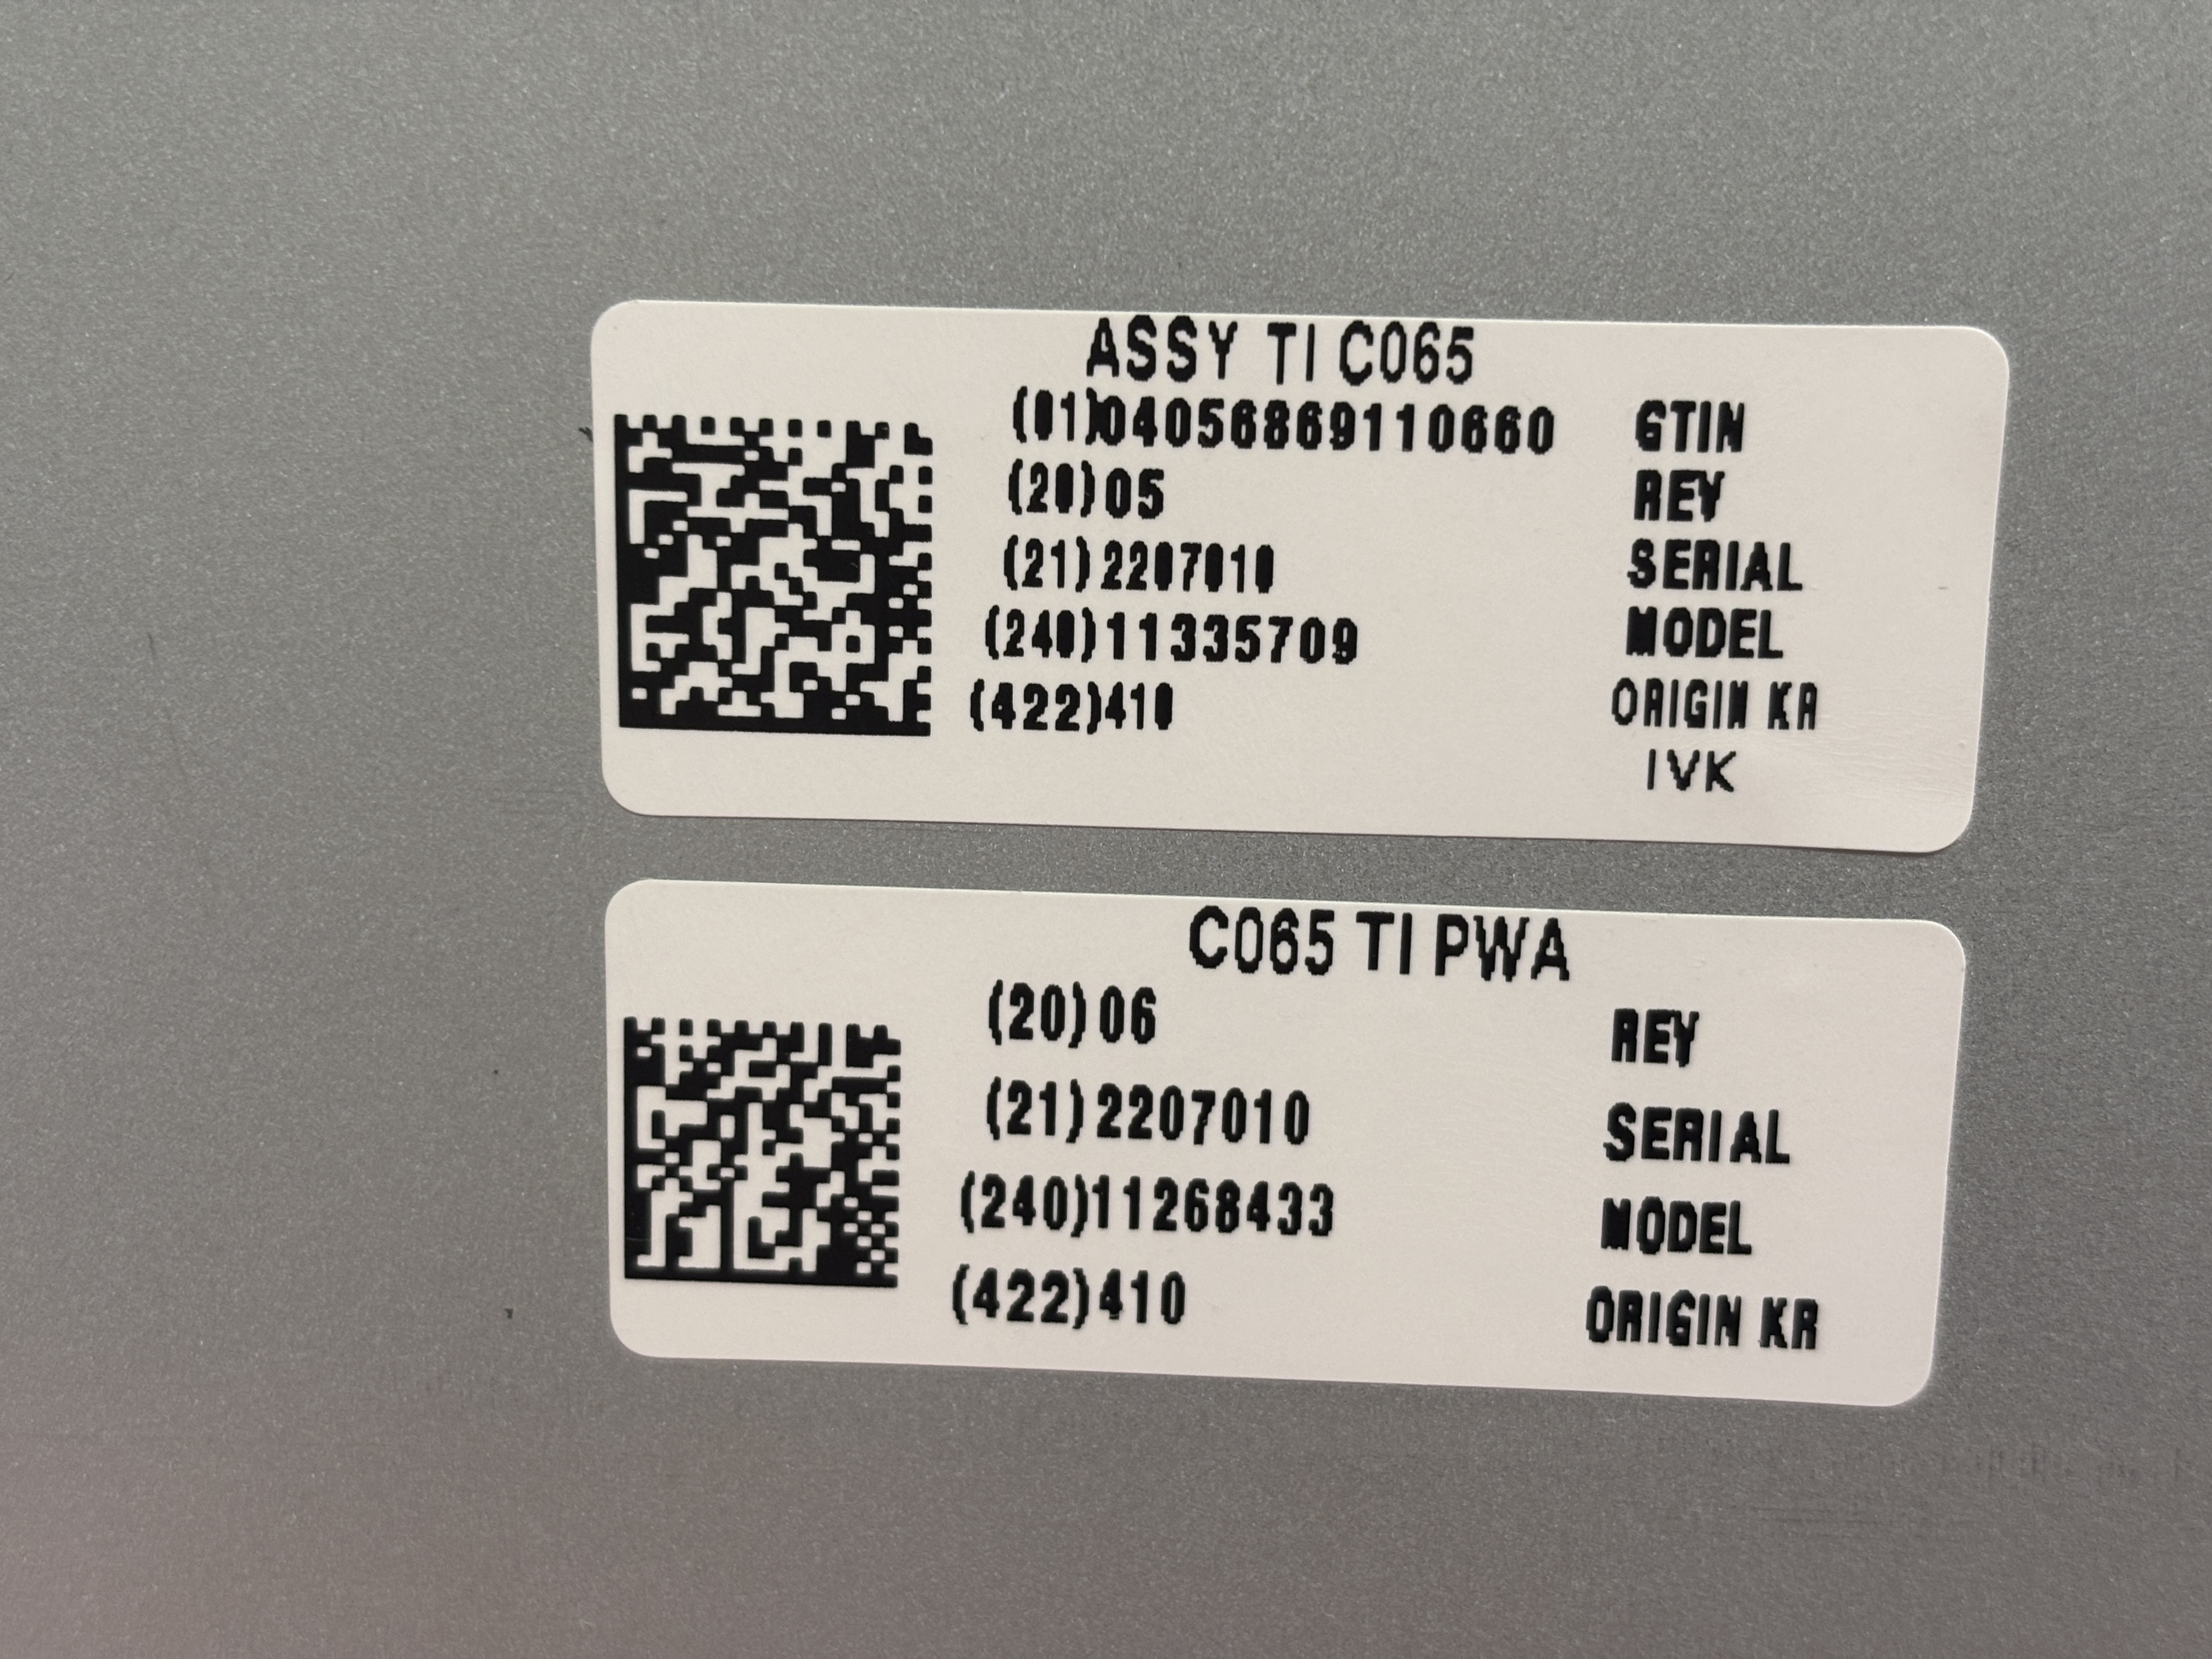 ASSY TI C065
(01)04056869110660 GTIN
(20)05 REV
(21)2207010 SERIAL
(240)11335709 MODEL
(422)410 ORIGIN KR
IVK
C065 TI PWA
(20)06 REV
(21)2207010 SERIAL
(240)11268433 MODEL
(422)410 ORIGIN KR